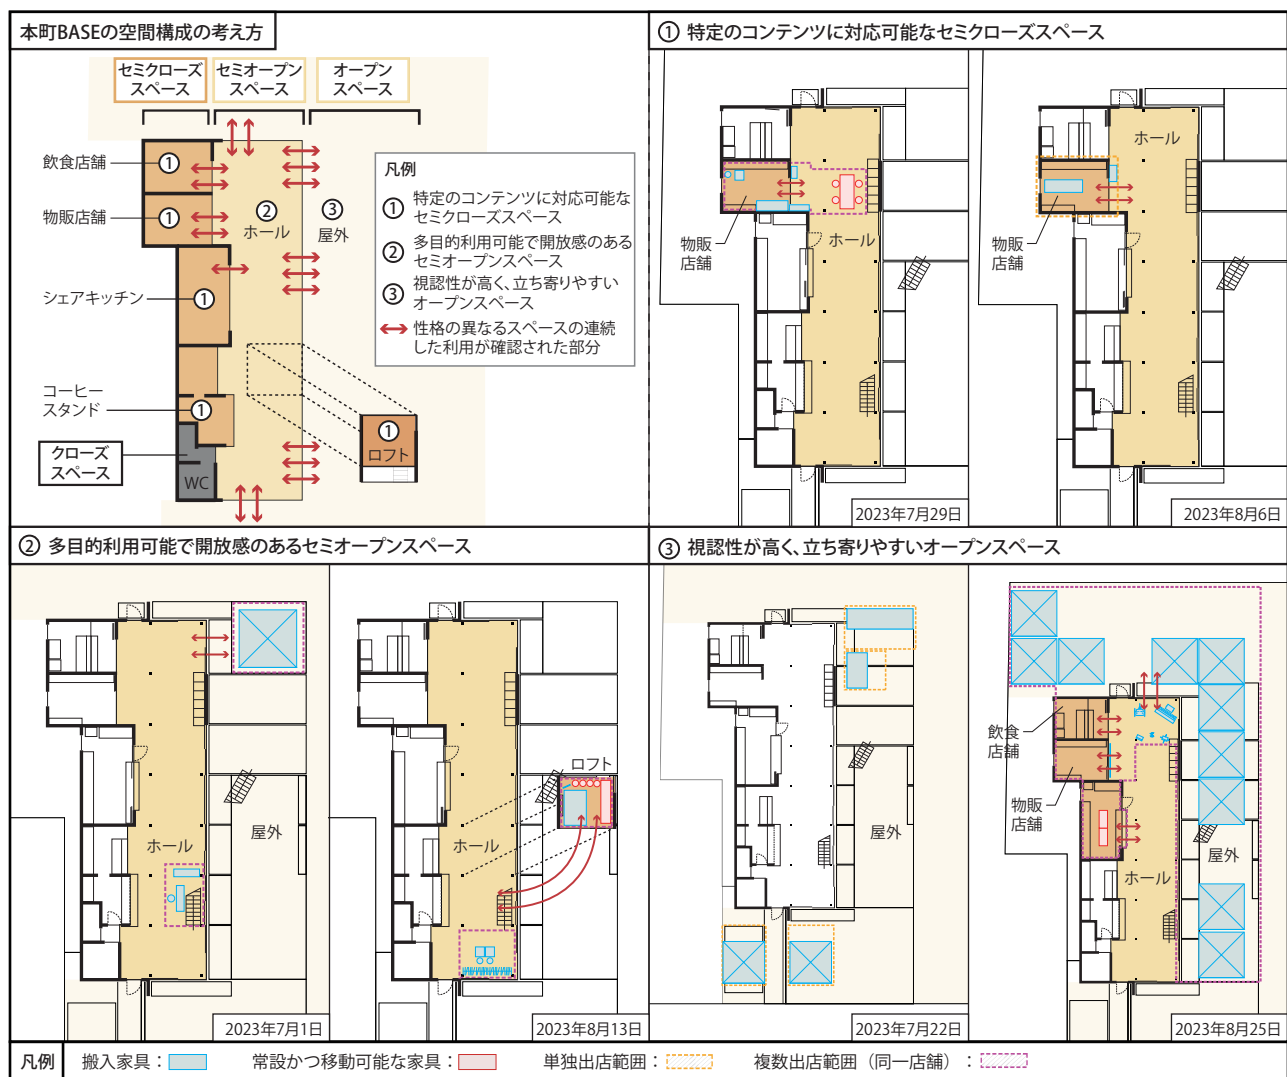 本町BASEの空間構成の考え方
セミクローズ
スペース
セミオープン
スペース
オープン
スペース
飲食店舗
物販店舗
シェアキッチン
コーヒー
スタンド
クローズ
スペース
WC
①
①
①
①
②
ホール
③
屋外
①
ロフト
凡例
① 特定のコンテンツに対応可能な
セミクローズスペース
② 多目的利用可能で開放感のある
セミオープンスペース
③ 視認性が高く、立ち寄りやすい
オープンスペース
性格の異なるスペースの連続
した利用が確認された部分
① 特定のコンテンツに対応可能なセミクローズスペース
物販
店舗
ホール
2023年7月29日
ホール
物販
店舗
2023年8月6日
② 多目的利用可能で開放感のあるセミオープンスペース
ホール
屋外
2023年7月1日
ロフト
ホール
2023年8月13日
③ 視認性が高く、立ち寄りやすいオープンスペース
屋外
2023年7月22日
飲食
店舗
物販
店舗
ホール
屋外
2023年8月25日
凡例 搬入家具： 常設かつ移動可能な家具： 単独出店範囲： 複数出店範囲（同一店舗）：